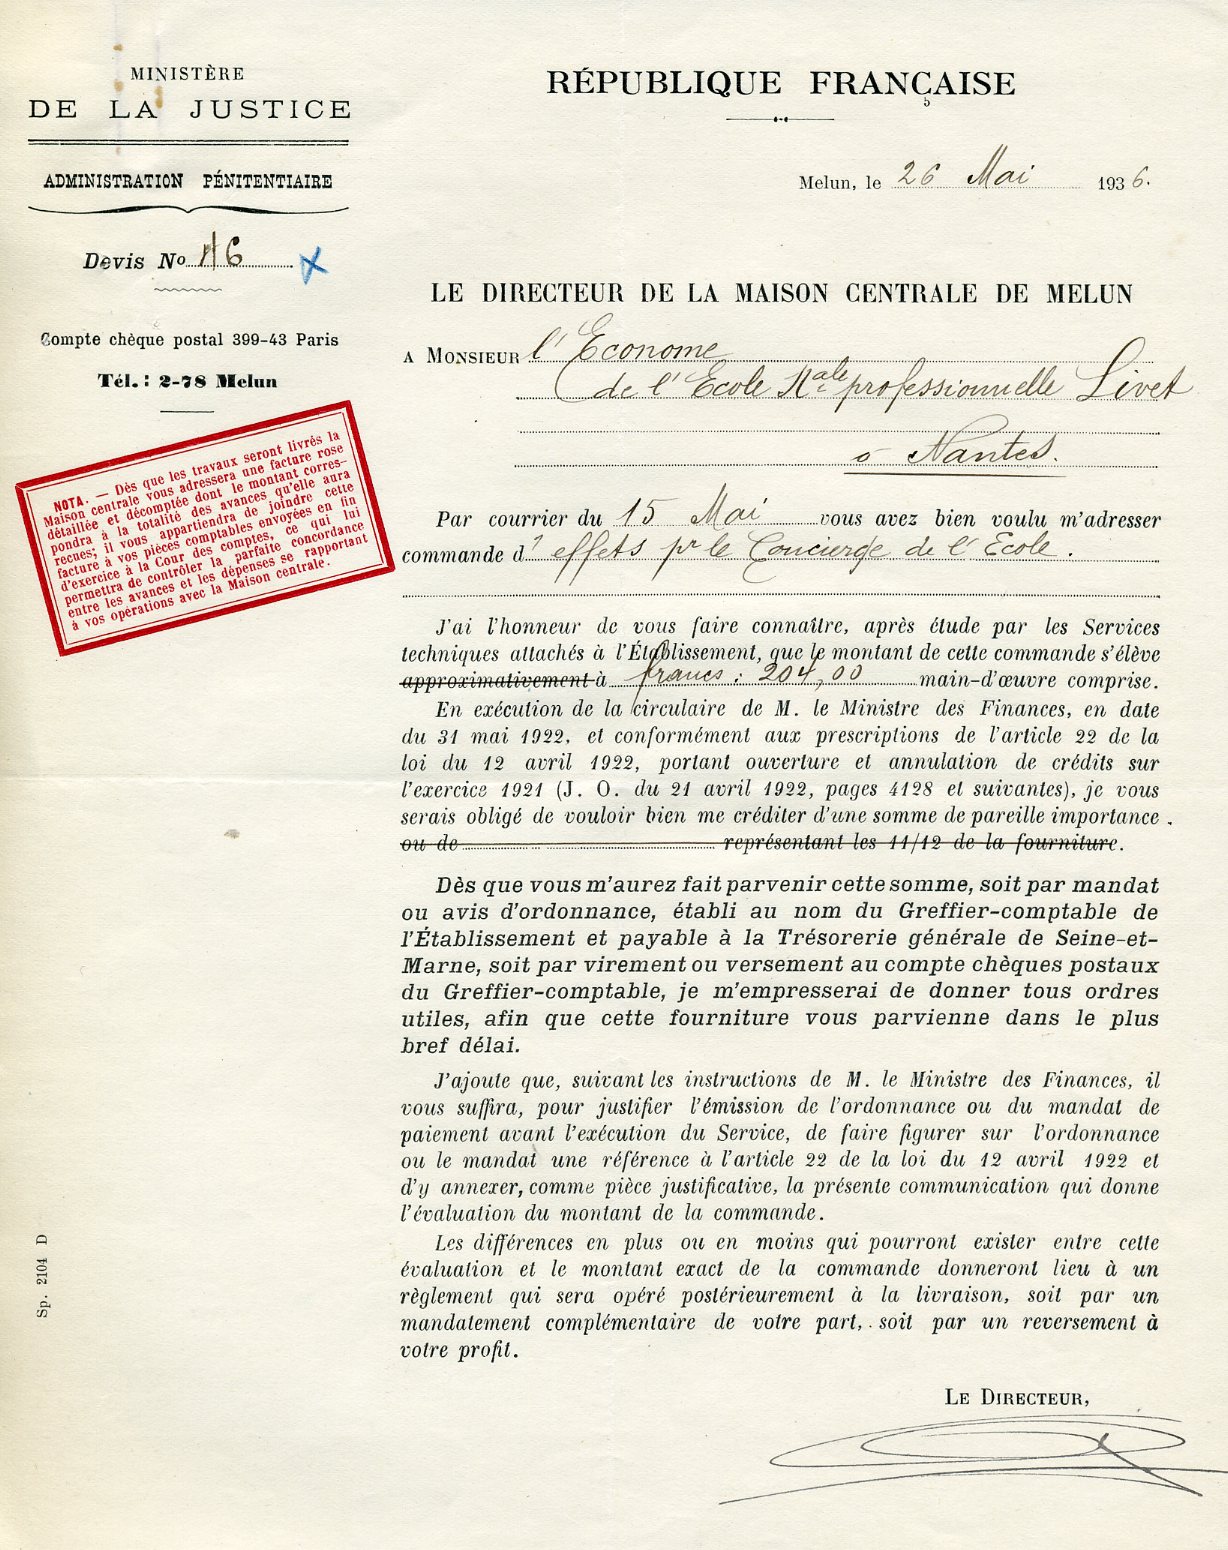 MINISTÈRE
DE LA JUSTICE
ADMINISTRATION PÉNITENTIAIRE
Devis No 16
Compte chèque postal 399-43 Paris
Tél. : 2-78 Melun
NOTA. — Dès que les travaux seront livrés la
Maison centrale vous adressera une facture rose
détaillée et décomptée dont le montant corres-
pondra à la totalité des avances qu'elle aura
recues; il vous appartiendra de joindre cette
facture à vos pièces comptables envoyées en fin
d'exercice à la Cour des comptes, ce qui lui
permettra de contrôler la parfaite concordance
entre les avances et les dépenses se rapportant
à vos opérations avec la Maison centrale.
RÉPUBLIQUE FRANÇAISE
5
Melun, le 26 Mai 1936.
LE DIRECTEUR DE LA MAISON CENTRALE DE MELUN
A MONSIEUR l'Econome
de l'Ecole Nale professionnelle Livet
à Nantes.
Par courrier du 15 Mai vous avez bien voulu m'adresser
commande d'effets pr le Concierge de l'Ecole.
J'ai l'honneur de vous faire connaître, après étude par les Services
techniques attachés à l'Établissement, que le montant de cette commande s'élève
approximativement à francs : 204,00 main-d'œuvre comprise.
En exécution de la circulaire de M. le Ministre des Finances, en date
du 31 mai 1922, et conformément aux prescriptions de l'article 22 de la
loi du 12 avril 1922, portant ouverture et annulation de crédits sur
l'exercice 1921 (J. O. du 21 avril 1922, pages 4128 et suivantes), je vous
serais obligé de vouloir bien me créditer d'une somme de pareille importance.
ou de représentant les 11/12 de la fourniture.
Dès que vous m'aurez fait parvenir cette somme, soit par mandat
ou avis d'ordonnance, établi au nom du Greffier-comptable de
l'Établissement et payable à la Trésorerie générale de Seine-et-
Marne, soit par virement ou versement au compte chèques postaux
du Greffier-comptable, je m'empresserai de donner tous ordres
utiles, afin que cette fourniture vous parvienne dans le plus
bref délai.
J'ajoute que, suivant les instructions de M. le Ministre des Finances, il
vous suffira, pour justifier l'émission de l'ordonnance ou du mandat de
paiement avant l'exécution du Service, de faire figurer sur l'ordonnance
ou le mandat une référence à l'article 22 de la loi du 12 avril 1922 et
d'y annexer, comme pièce justificative, la présente communication qui donne
l'évaluation du montant de la commande.
Les différences en plus ou en moins qui pourront exister entre cette
évaluation et le montant exact de la commande donneront lieu à un
règlement qui sera opéré postérieurement à la livraison, soit par un
mandatement complémentaire de votre part, soit par un reversement à
votre profit.
LE DIRECTEUR,
Sp. 2104 D